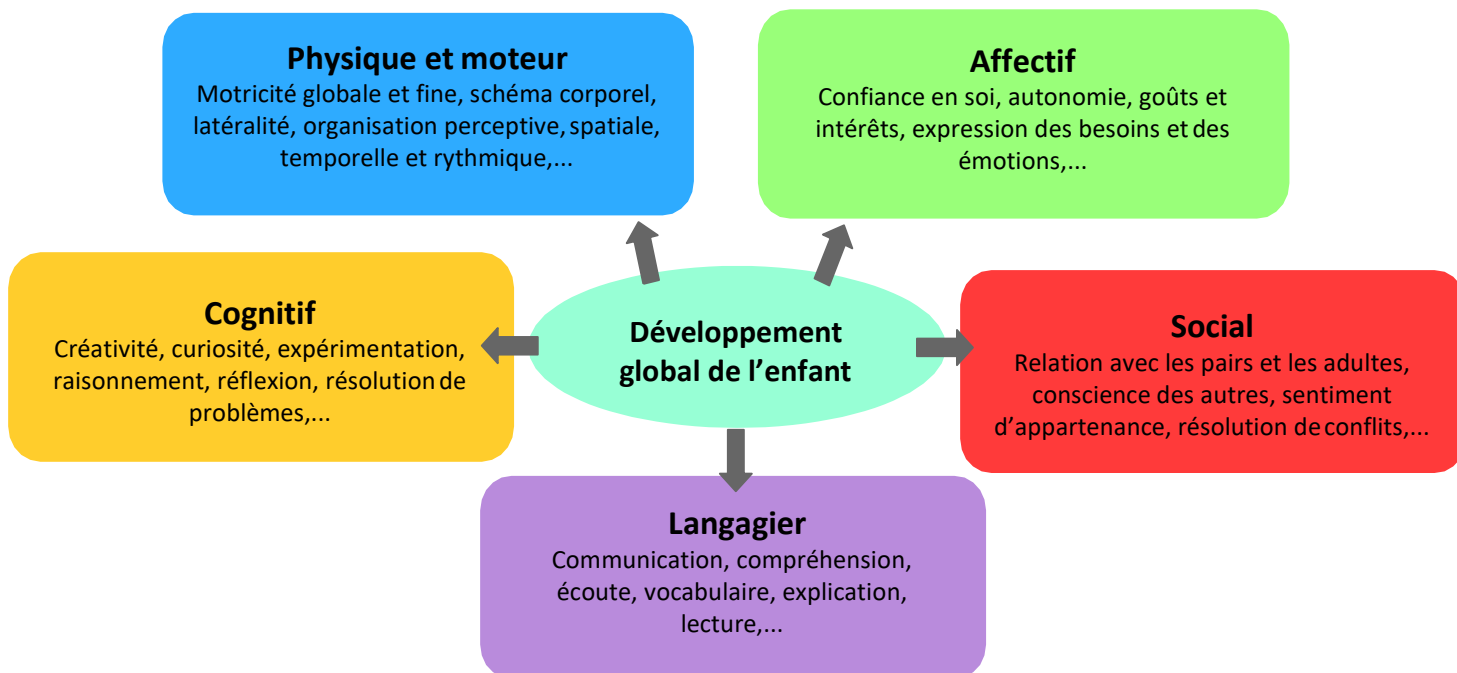 Physique et moteur
Motricité globale et fine, schéma corporel,
latéralité, organisation perceptive, spatiale,
temporelle et rythmique,...
Affectif
Confiance en soi, autonomie, goûts et
intérêts, expression des besoins et des
émotions,...
Cognitif
Créativité, curiosité, expérimentation,
raisonnement, réflexion, résolution de
problèmes,...
Développement
global de l’enfant
Social
Relation avec les pairs et les adultes,
conscience des autres, sentiment
d’appartenance, résolution de conflits,...
Langagier
Communication, compréhension,
écoute, vocabulaire, explication,
lecture,...